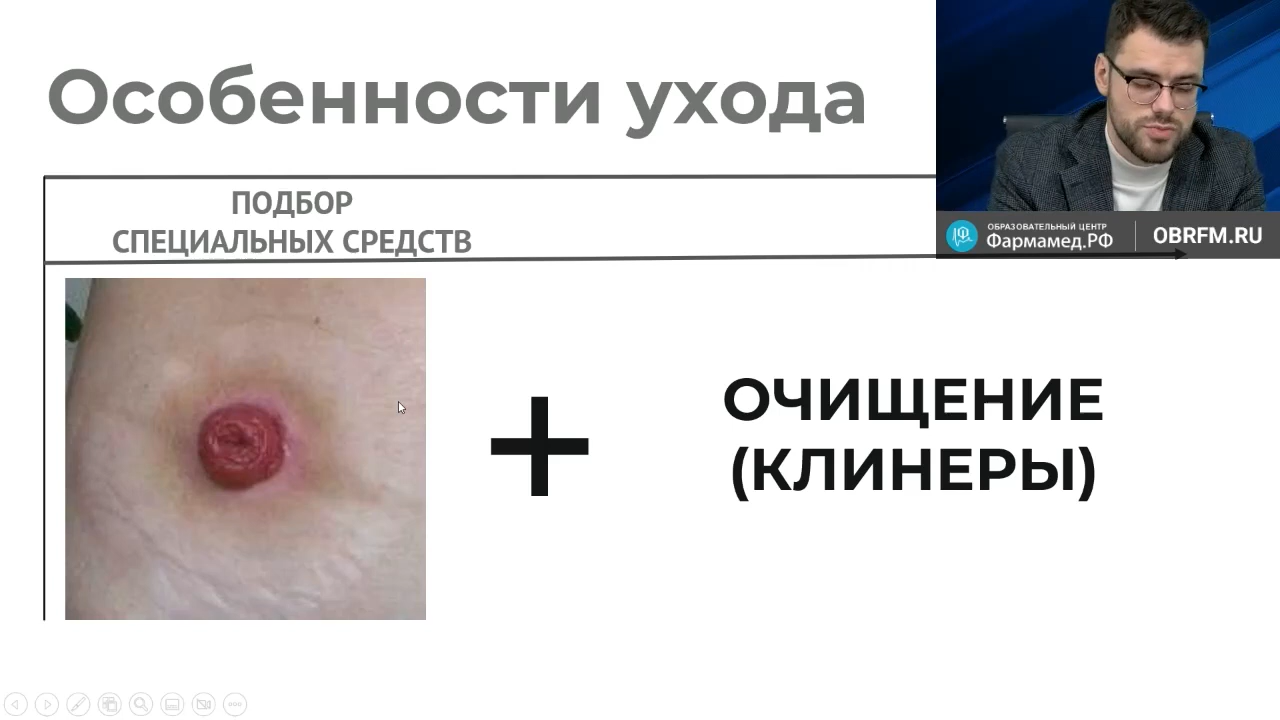 Особенности ухода
ПОДБОР
СПЕЦИАЛЬНЫХ СРЕДСТВ
ОБРАЗОВАТЕЛЬНЫЙ ЦЕНТР
Фармамед.РФ
OBRFM.RU
+
ОЧИЩЕНИЕ
(КЛИНЕРЫ)